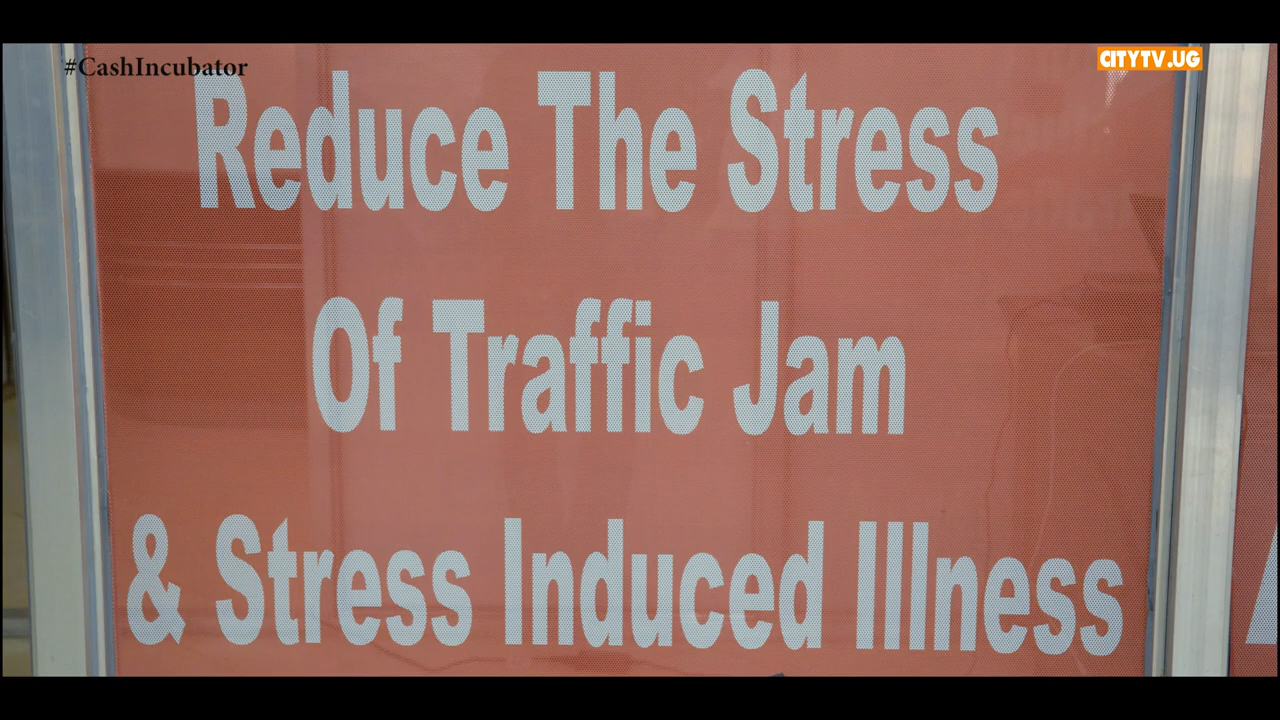 #CashIncubator
CITYTV.UG
Reduce The Stress
Of Traffic Jam
& Stress Induced Illness